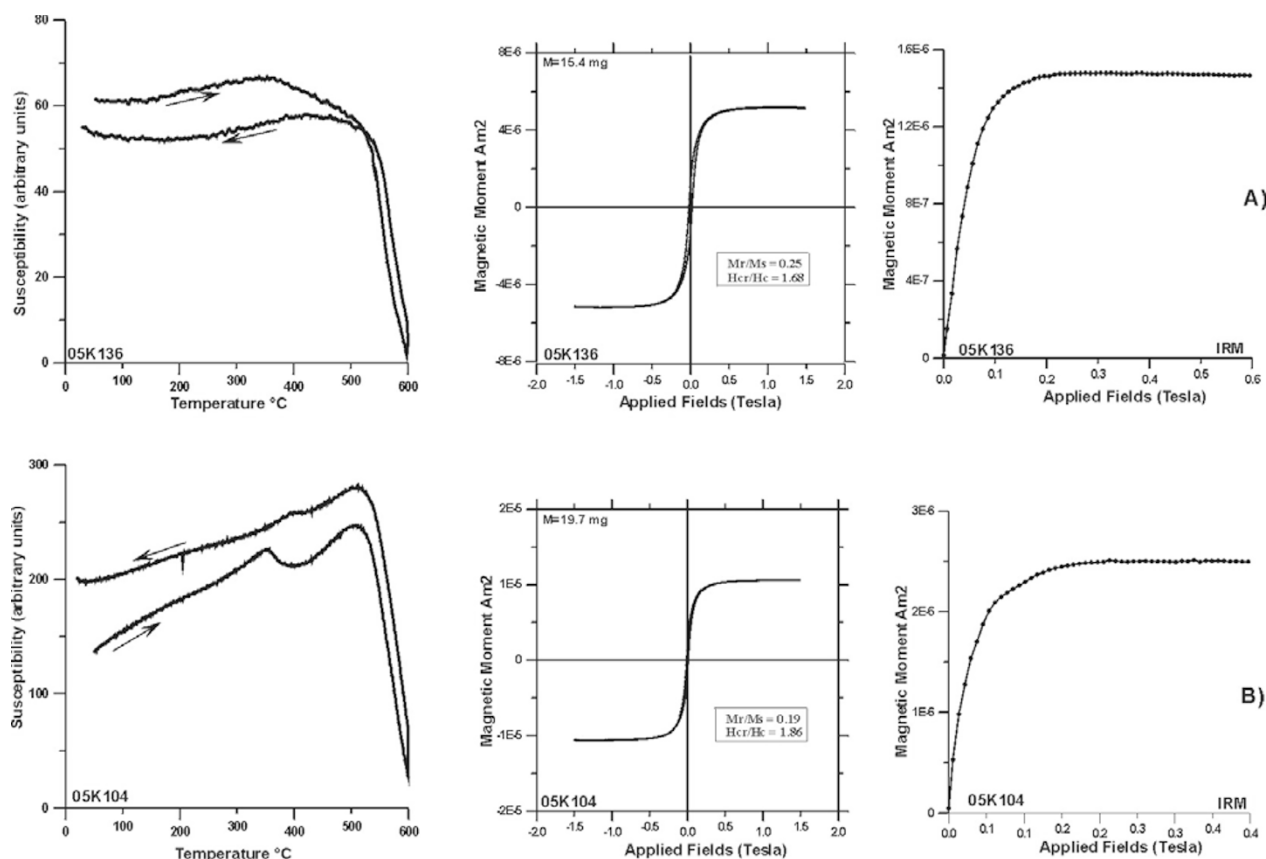 80
60
40
20
0
Susceptibility (arbitrary units)
05K136
0 100 200 300 400 500 600
Temperature °C
8E-6
4E-6
0
-4E-6
-8E-6
Magnetic Moment Am2
M=15.4 mg
Mr/Ms = 0.25
Hcr/Hc = 1.68
05K136
-2.0 -1.5 -1.0 -0.5 0.0 0.5 1.0 1.5 2.0
Applied Fields (Tesla)
1.6E-6
1.2E-6
8E-7
4E-7
0
Magnetic Moment Am2
05K136
IRM
0.0 0.1 0.2 0.3 0.4 0.5 0.6
Applied Fields (Tesla)
A)
300
200
100
0
Susceptibility (arbitrary units)
05K104
0 100 200 300 400 500 600
Temperature °C
2E-5
1E-5
0
-1E-5
-2E-5
Magnetic Moment Am2
M=19.7 mg
Mr/Ms = 0.19
Hcr/Hc = 1.86
05K104
-1.5 -1.0 -0.5 0.0 0.5 1.0 1.5 2.0
Applied Fields (Tesla)
3E-6
2E-6
1E-6
0
Magnetic Moment Am2
05K104
IRM
0.0 0.1 0.1 0.2 0.2 0.3 0.3 0.4 0.4
Applied Fields (Tesla)
B)